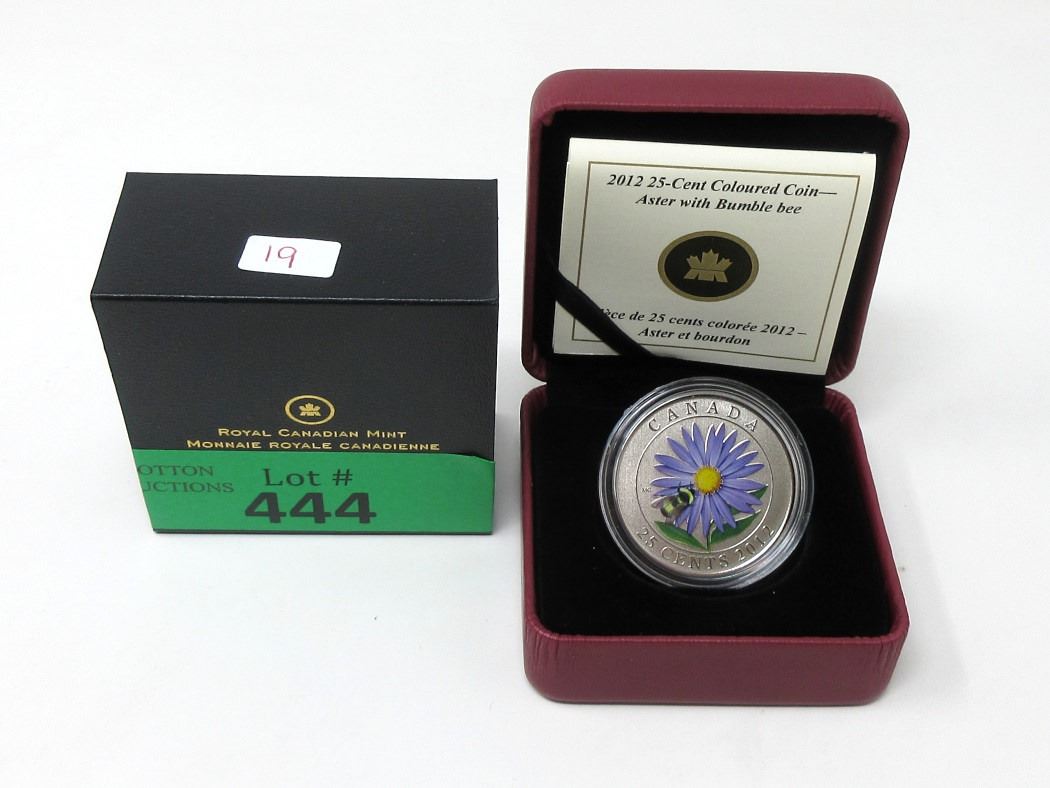 19
ROYAL CANADIAN MINT
MONNAIE ROYALE CANADIENNE
OTTON
UCTIONS
Lot #
444
2012 25-Cent Coloured Coin—
Aster with Bumble bee
èce de 25 cents colorée 2012 –
Aster et bourdon
CANADA
MG
25 CENTS 2012